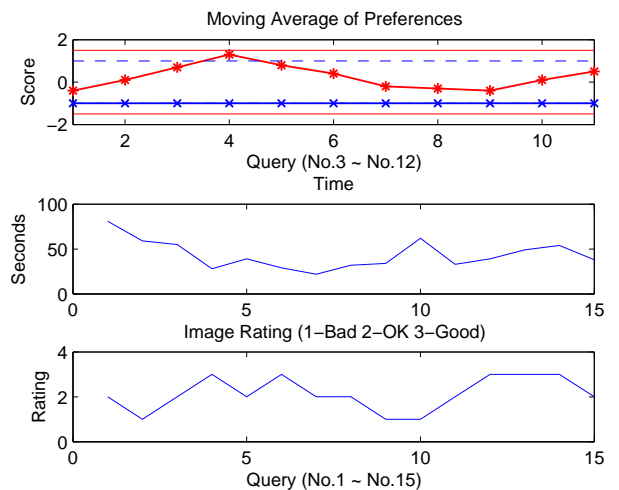 Moving Average of Preferences
2
0
−2
Score
2
4
6
8
10
Query (No.3 ~ No.12)
Time
100
50
0
Seconds
0
5
10
15
Image Rating (1−Bad 2−OK 3−Good)
4
2
0
Rating
0
5
10
15
Query (No.1 ~ No.15)